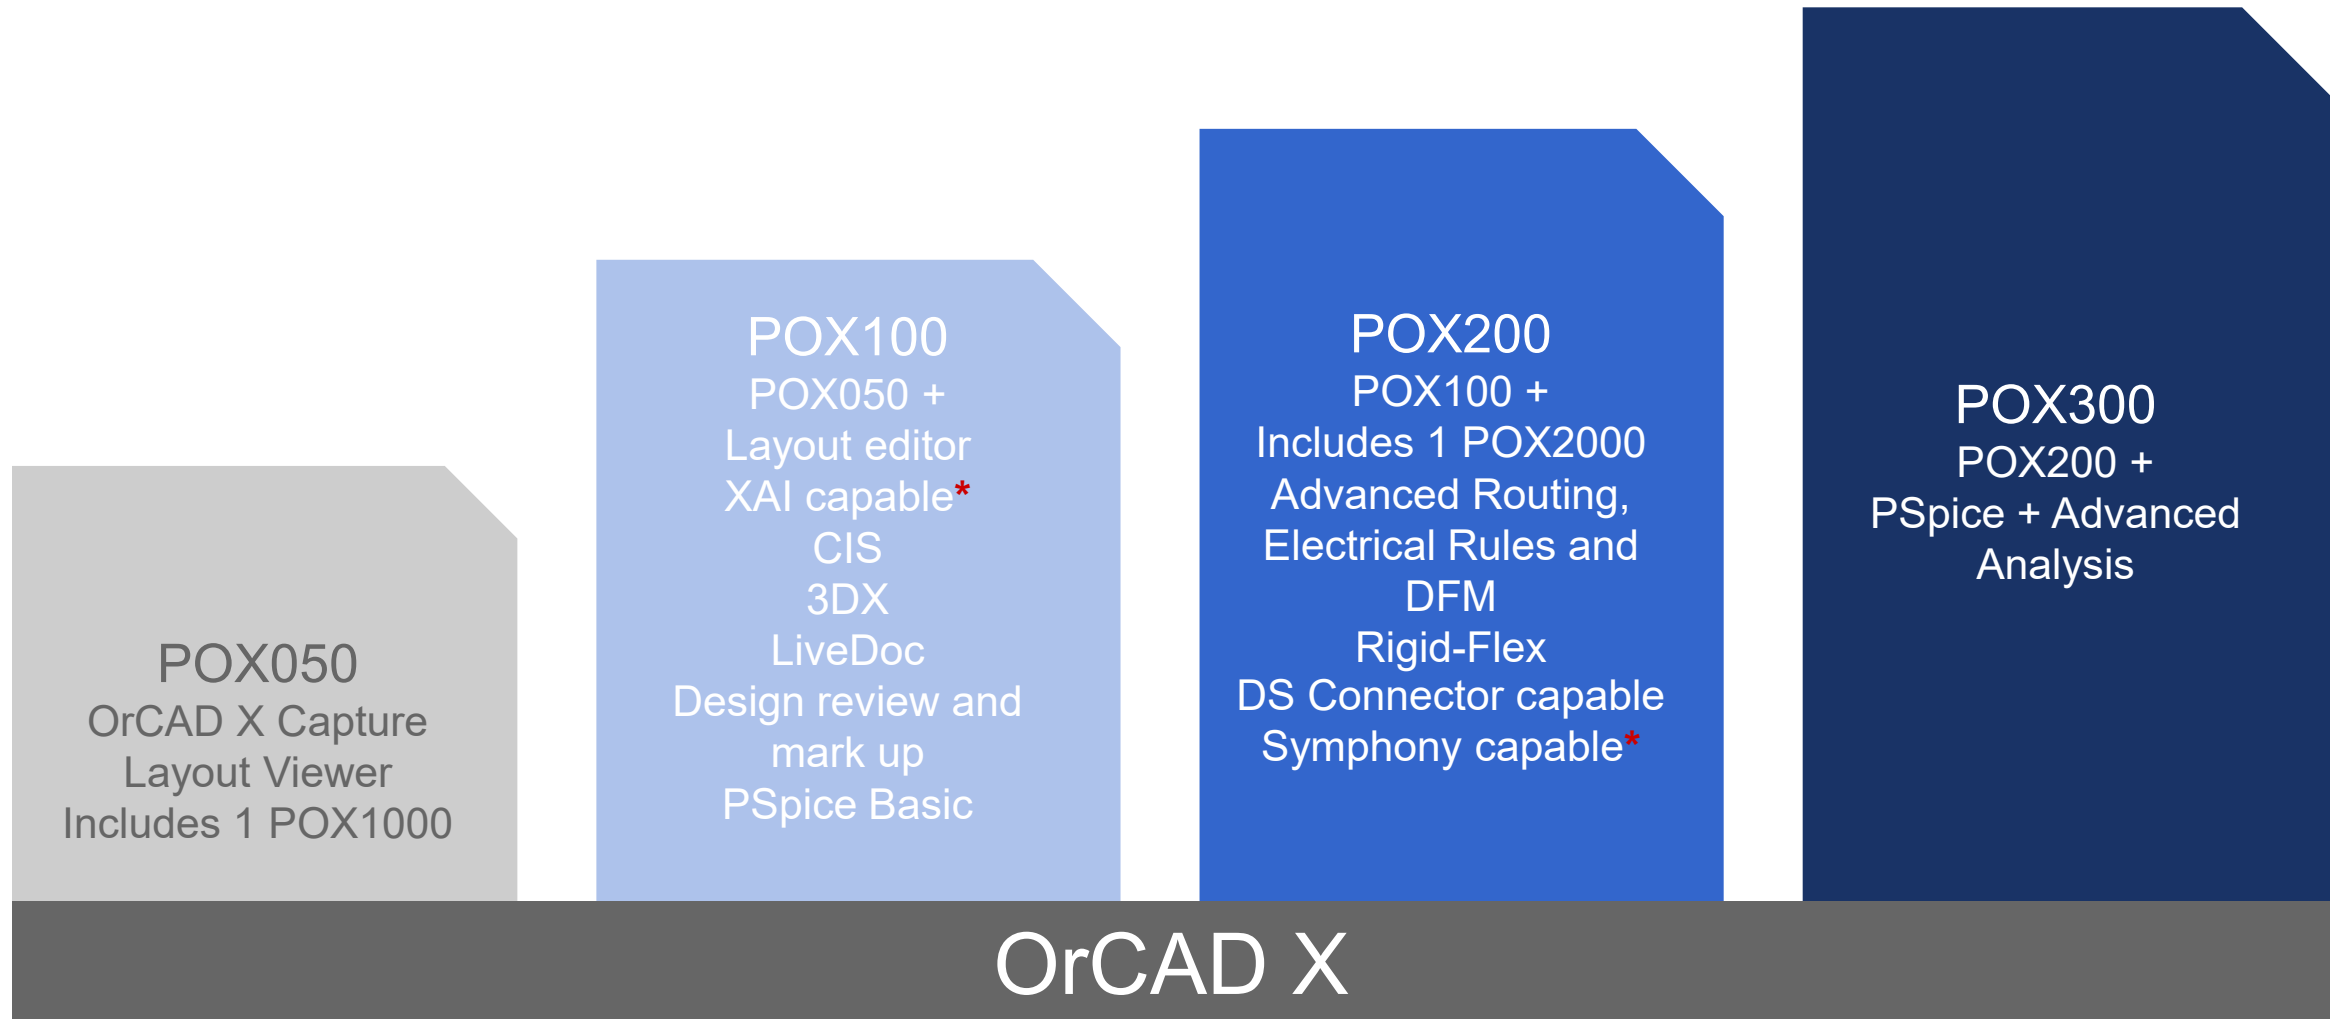 POX050
OrCAD X Capture
Layout Viewer
Includes 1 POX1000
POX100
POX050 +
Layout editor
XAI capable*
CIS
3DX
LiveDoc
Design review and
mark up
PSpice Basic
POX200
POX100 +
Includes 1 POX2000
Advanced Routing,
Electrical Rules and
DFM
Rigid-Flex
DS Connector capable
Symphony capable*
POX300
POX200 +
PSpice + Advanced
Analysis
OrCAD X